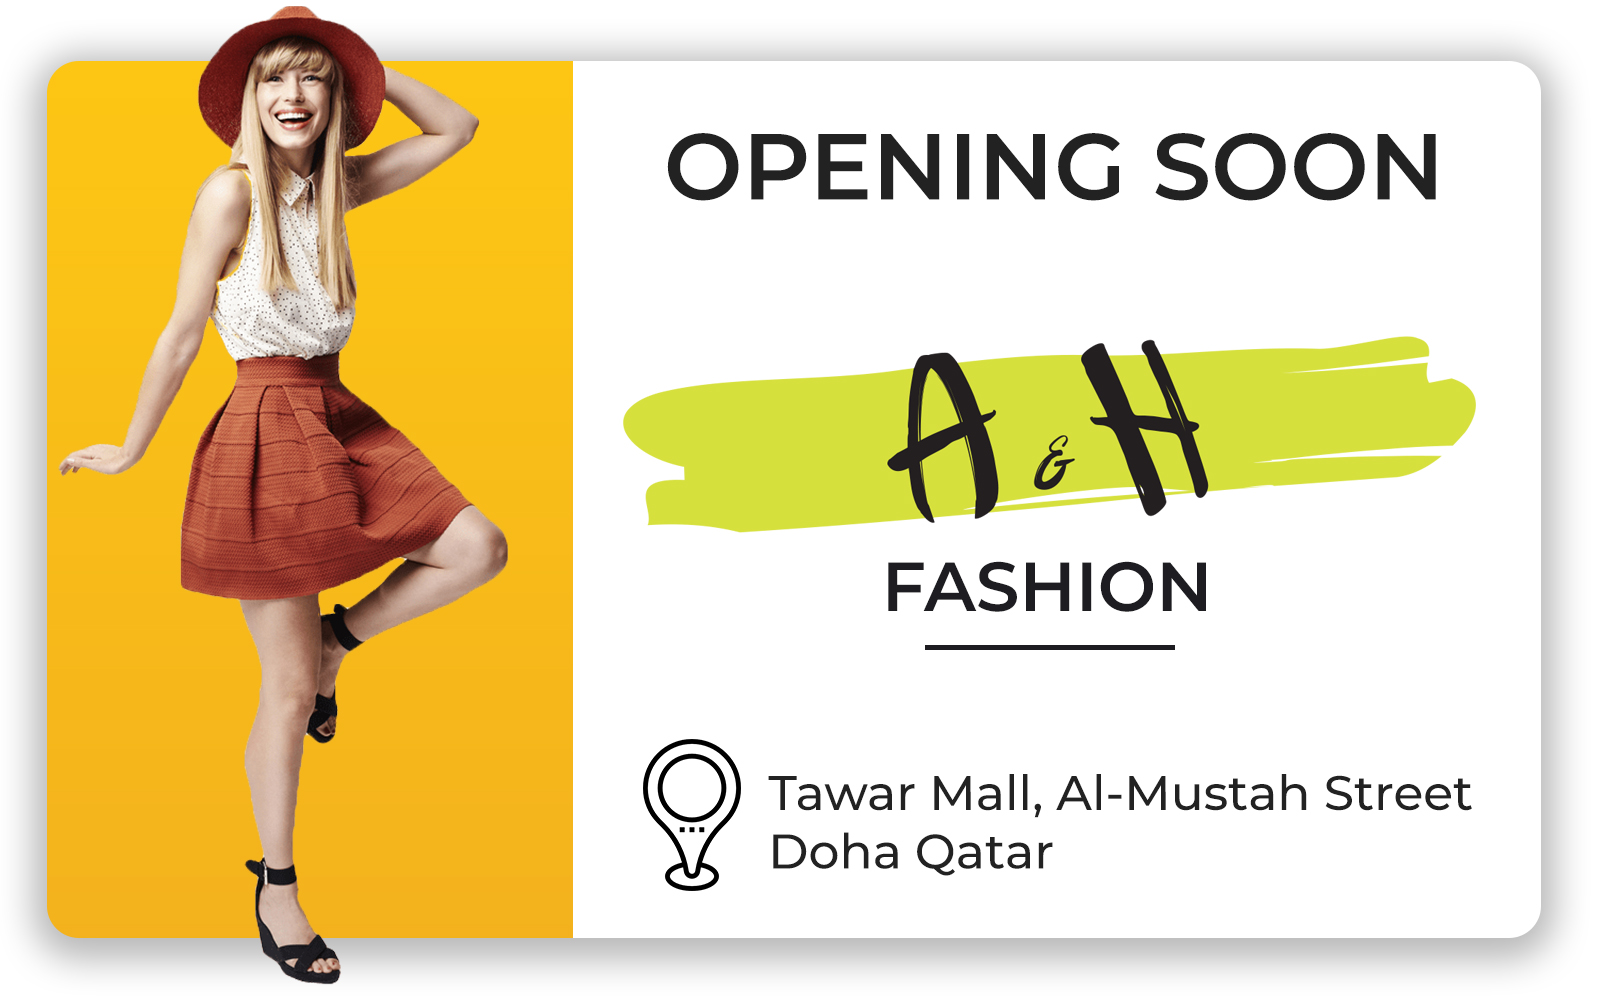 OPENING SOON
A & H
FASHION
Tawar Mall, Al-Mustah Street
Doha Qatar